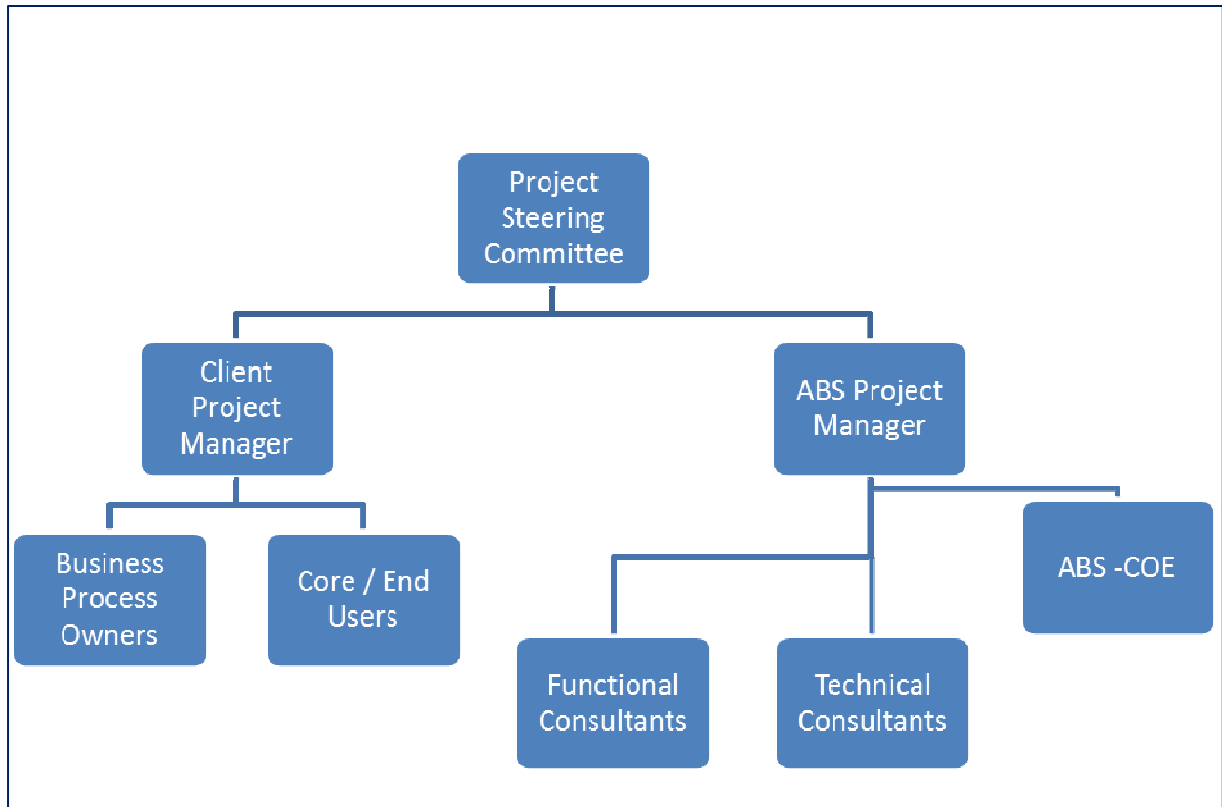 Project
Steering
Committee
Client
Project
Manager
ABS Project
Manager
Business
Process
Owners
Core / End
Users
ABS -COE
Functional
Consultants
Technical
Consultants